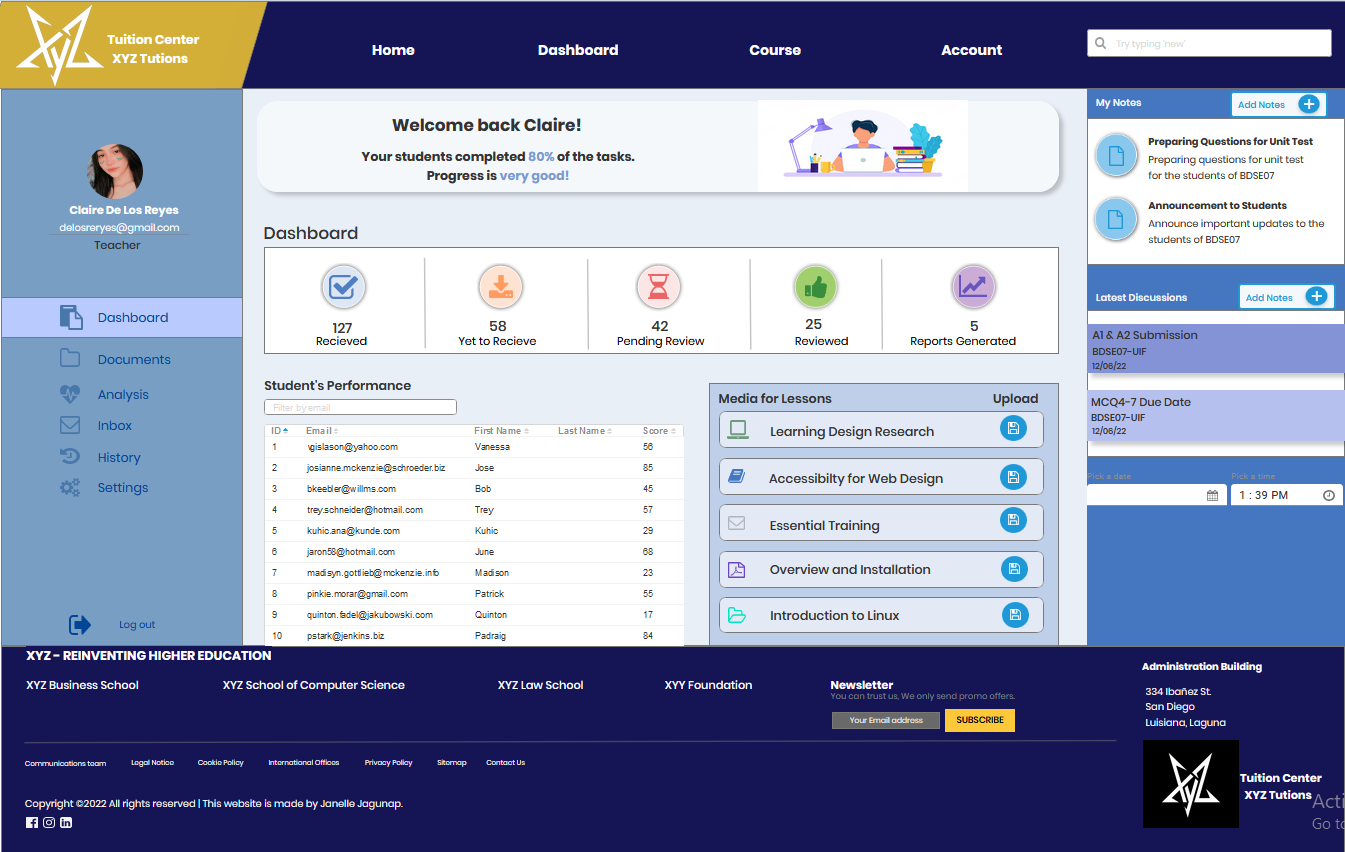 Tuition Center
XYZ Tutions
Home
Dashboard
Course
Account
Try typing 'new'
Claire De Los Reyes
delosreryes@gmail.com
Teacher
Dashboard
Documents
Analysis
Inbox
History
Settings
Log out
Welcome back Claire!
Your students completed 80% of the tasks.
Progress is very good!
Dashboard
127
Recieved
58
Yet to Recieve
42
Pending Review
25
Reviewed
5
Reports Generated
Student's Performance
Filter by email
ID Email First Name Last Name Score
1 vgislason@yahoo.com Vanessa 56
2 josianne.mckenzie@schroeder.biz Jose 85
3 bkeebler@willms.com Bob 45
4 trey.schneider@hotmail.com Trey 57
5 kuhic.ana@kunde.com Kuhic 29
6 jaron58@hotmail.com June 68
7 madisyn.gottlieb@mckenzie.info Madison 23
8 pinkie.morar@gmail.com Patrick 55
9 quinton.fadel@jakubowski.com Quinton 17
10 pstark@jenkins.biz Padraig 84
Media for Lessons Upload
Learning Design Research
Accessibilty for Web Design
Essential Training
Overview and Installation
Introduction to Linux
My Notes
Add Notes
Preparing Questions for Unit Test
Preparing questions for unit test
for the students of BDSE07
Announcement to Students
Announce important updates to the
students of BDSE07
Latest Discussions
Add Notes
A1 & A2 Submission
BDSE07-UIF
12/06/22
MCQ4-7 Due Date
BDSE07-UIF
12/06/22
Pick a date
Pick a time
1 : 39 PM
XYZ - REINVENTING HIGHER EDUCATION
XYZ Business School
XYZ School of Computer Science
XYZ Law School
XYY Foundation
Newsletter
You can trust us, We only send promo offers.
Your Email address
SUBSCRIBE
Administration Building
334 Ibañez St.
San Diego
Luisiana, Laguna
Communications team
Legal Notice
Cookie Policy
International Offices
Privacy Policy
Sitemap
Contact Us
Copyright ©2022 All rights reserved | This website is made by Janelle Jagunap.
Tuition Center
XYZ Tutions
Acti
Go to